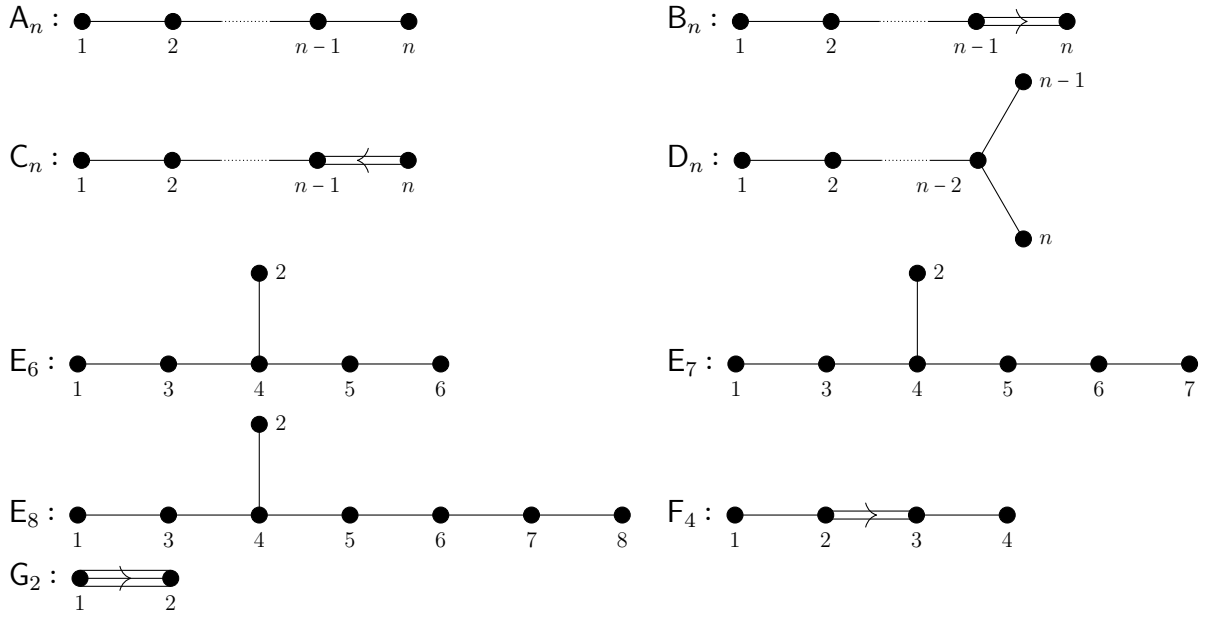 Aₙ : 1 2 n − 1 n
Bₙ : 1 2 n − 1 n
Cₙ : 1 2 n − 1 n
Dₙ : 1 2 n − 2 n − 1 n
E₆ : 1 3 4 5 6 2
E₇ : 1 3 4 5 6 7 2
E₈ : 1 3 4 5 6 7 8 2
F₄ : 1 2 3 4
G₂ : 1 2